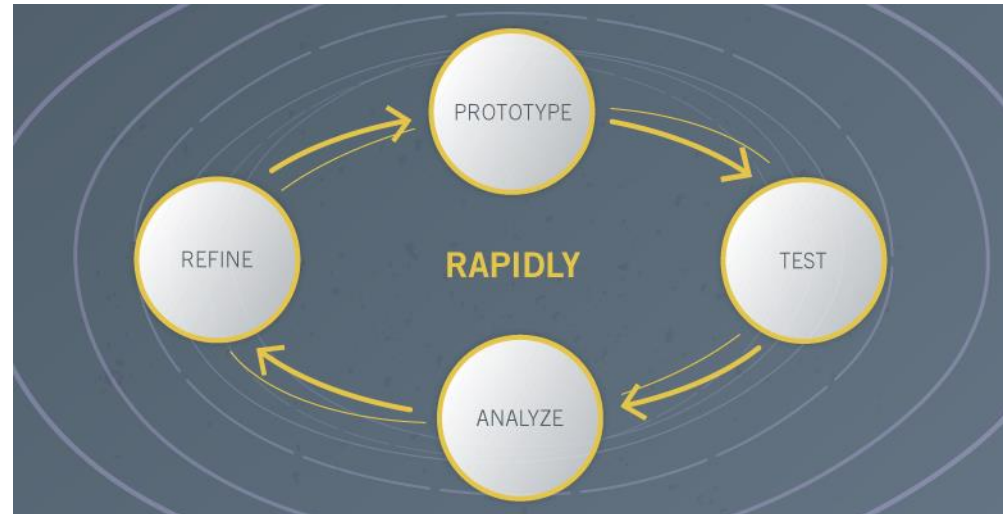 PROTOTYPE
REFINE
RAPIDLY
TEST
ANALYZE